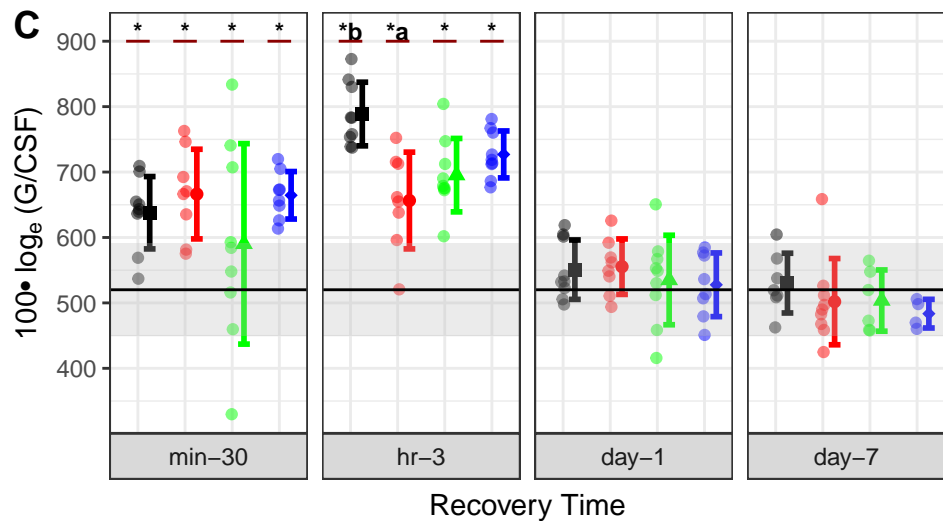 C
* * * *
*b *a * *
100• logₑ (G/CSF)
900
800
700
600
500
400
min−30
hr−3
day−1
day−7
Recovery Time